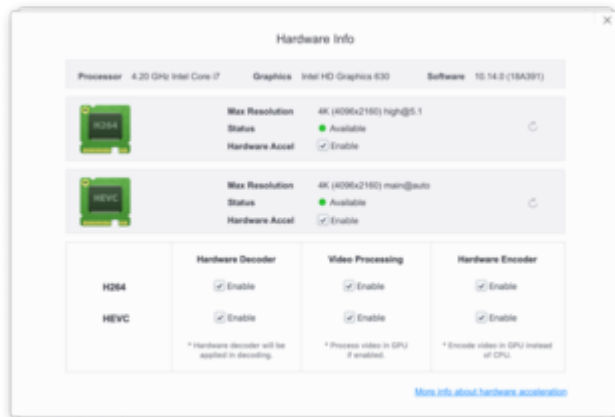 Hardware Info
Processor 4.20 GHz Intel Core i7 Graphics Intel HD Graphics 630 Software 10.14.0 (18A391)
H264
Max Resolution 4K (4096x2160) high@5.1
Status Available
Hardware Accel Enable
HEVC
Max Resolution 4K (4096x2160) main@auto
Status Available
Hardware Accel Enable
Hardware Decoder Video Processing Hardware Encoder
H264 Enable Enable Enable
HEVC Enable Enable Enable
* Hardware decoder will be * Process video in GPU * Encode video in GPU instead
applied in decoding. if enabled. of CPU.
More info about hardware acceleration